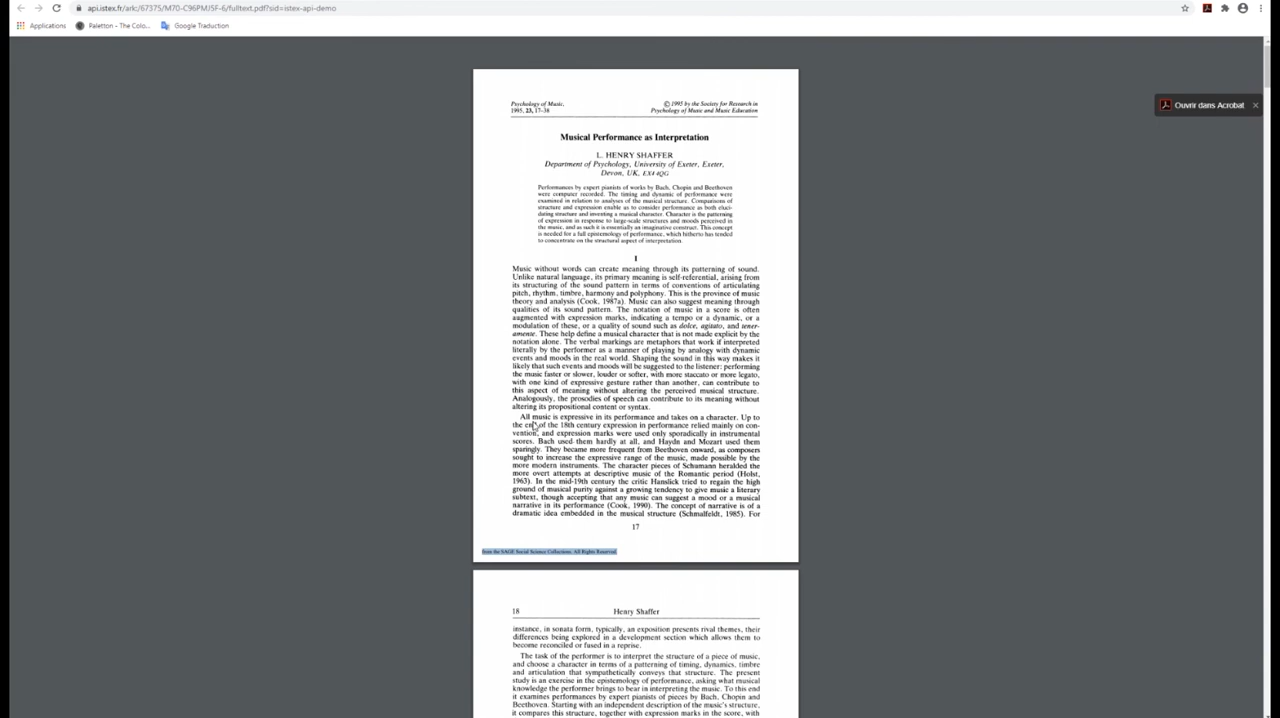 api.istex.fr/ark:/67375/M70-C96PMJ5F-6/fulltext.pdf?sid=istex-api-demo
Applications
Paletton - The Colo...
Google Traduction
Ouvrir dans Acrobat
Psychology of Music,
1995, 23, 17–38
© 1995 by the Society for Research in
Psychology of Music and Music Education
Musical Performance as Interpretation
L. HENRY SHAFFER
Department of Psychology, University of Exeter, Exeter,
Devon, UK, EX4 4QG
Performances by expert pianists of works by Bach, Chopin and Beethoven
were computer recorded. The timing and dynamic of performance were
examined in relation to analyses of the musical structure. Comparisons of
structure and expression enable us to consider performance as both eluci-
dating structure and inventing a musical character. Character is the patterning
of expression in response to large-scale structures and moods perceived in
the music, and as such it is essentially an imaginative construct. This concept
is needed for a full epistemology of performance, which hitherto has tended
to concentrate on the structural aspect of interpretation.
I
Music without words can create meaning through its patterning of sound.
Unlike natural language, its primary meaning is self-referential, arising from
its structuring of the sound pattern in terms of conventions of articulating
pitch, rhythm, timbre, harmony and polyphony. This is the province of music
theory and analysis (Cook, 1987a). Music can also suggest meaning through
qualities of its sound pattern. The notation of music in a score is often
augmented with expression marks, indicating a tempo or a dynamic, or a
modulation of these, or a quality of sound such as dolce, agitato, and tener-
amente. These help define a musical character that is not made explicit by the
notation alone. The verbal markings are metaphors that work if interpreted
literally by the performer as a manner of playing by analogy with dynamic
events and moods in the real world. Shaping the sound in this way makes it
likely that such events and moods will be suggested to the listener: performing
the music faster or slower, louder or softer, with more staccato or more legato,
with one kind of expressive gesture rather than another, can contribute to
this aspect of meaning without altering the perceived musical structure.
Analogously, the prosodies of speech can contribute to its meaning without
altering its propositional content or syntax.
All music is expressive in its performance and takes on a character. Up to
the end of the 18th century expression in performance relied mainly on con-
vention, and expression marks were used only sporadically in instrumental
scores. Bach used them hardly at all, and Haydn and Mozart used them
sparingly. They became more frequent from Beethoven onward, as composers
sought to increase the expressive range of the music, made possible by the
more modern instruments. The character pieces of Schumann heralded the
more overt attempts at descriptive music of the Romantic period (Holst,
1963). In the mid-19th century the critic Hanslick tried to regain the high
ground of musical purity against a growing tendency to give music a literary
subtext, though accepting that any music can suggest a mood or a musical
narrative in its performance (Cook, 1990). The concept of narrative is of a
dramatic idea embedded in the musical structure (Schmalfeldt, 1985). For
17
from the SAGE Social Science Collections. All Rights Reserved.
18 Henry Shaffer
instance, in sonata form, typically, an exposition presents rival themes, their
differences being explored in a development section which allows them to
become reconciled or fused in a reprise.
The task of the performer is to interpret the structure of a piece of music,
and choose a character in terms of a patterning of timing, dynamics, timbre
and articulation that sympathetically conveys that structure. The present
study is an exercise in the epistemology of performance, asking what musical
knowledge the performer brings to bear in interpreting the music. To this end
it examines performances by expert pianists of pieces by Bach, Chopin and
Beethoven. Starting with an independent description of the music's structure,
it compares this structure, together with expression marks in the score, with